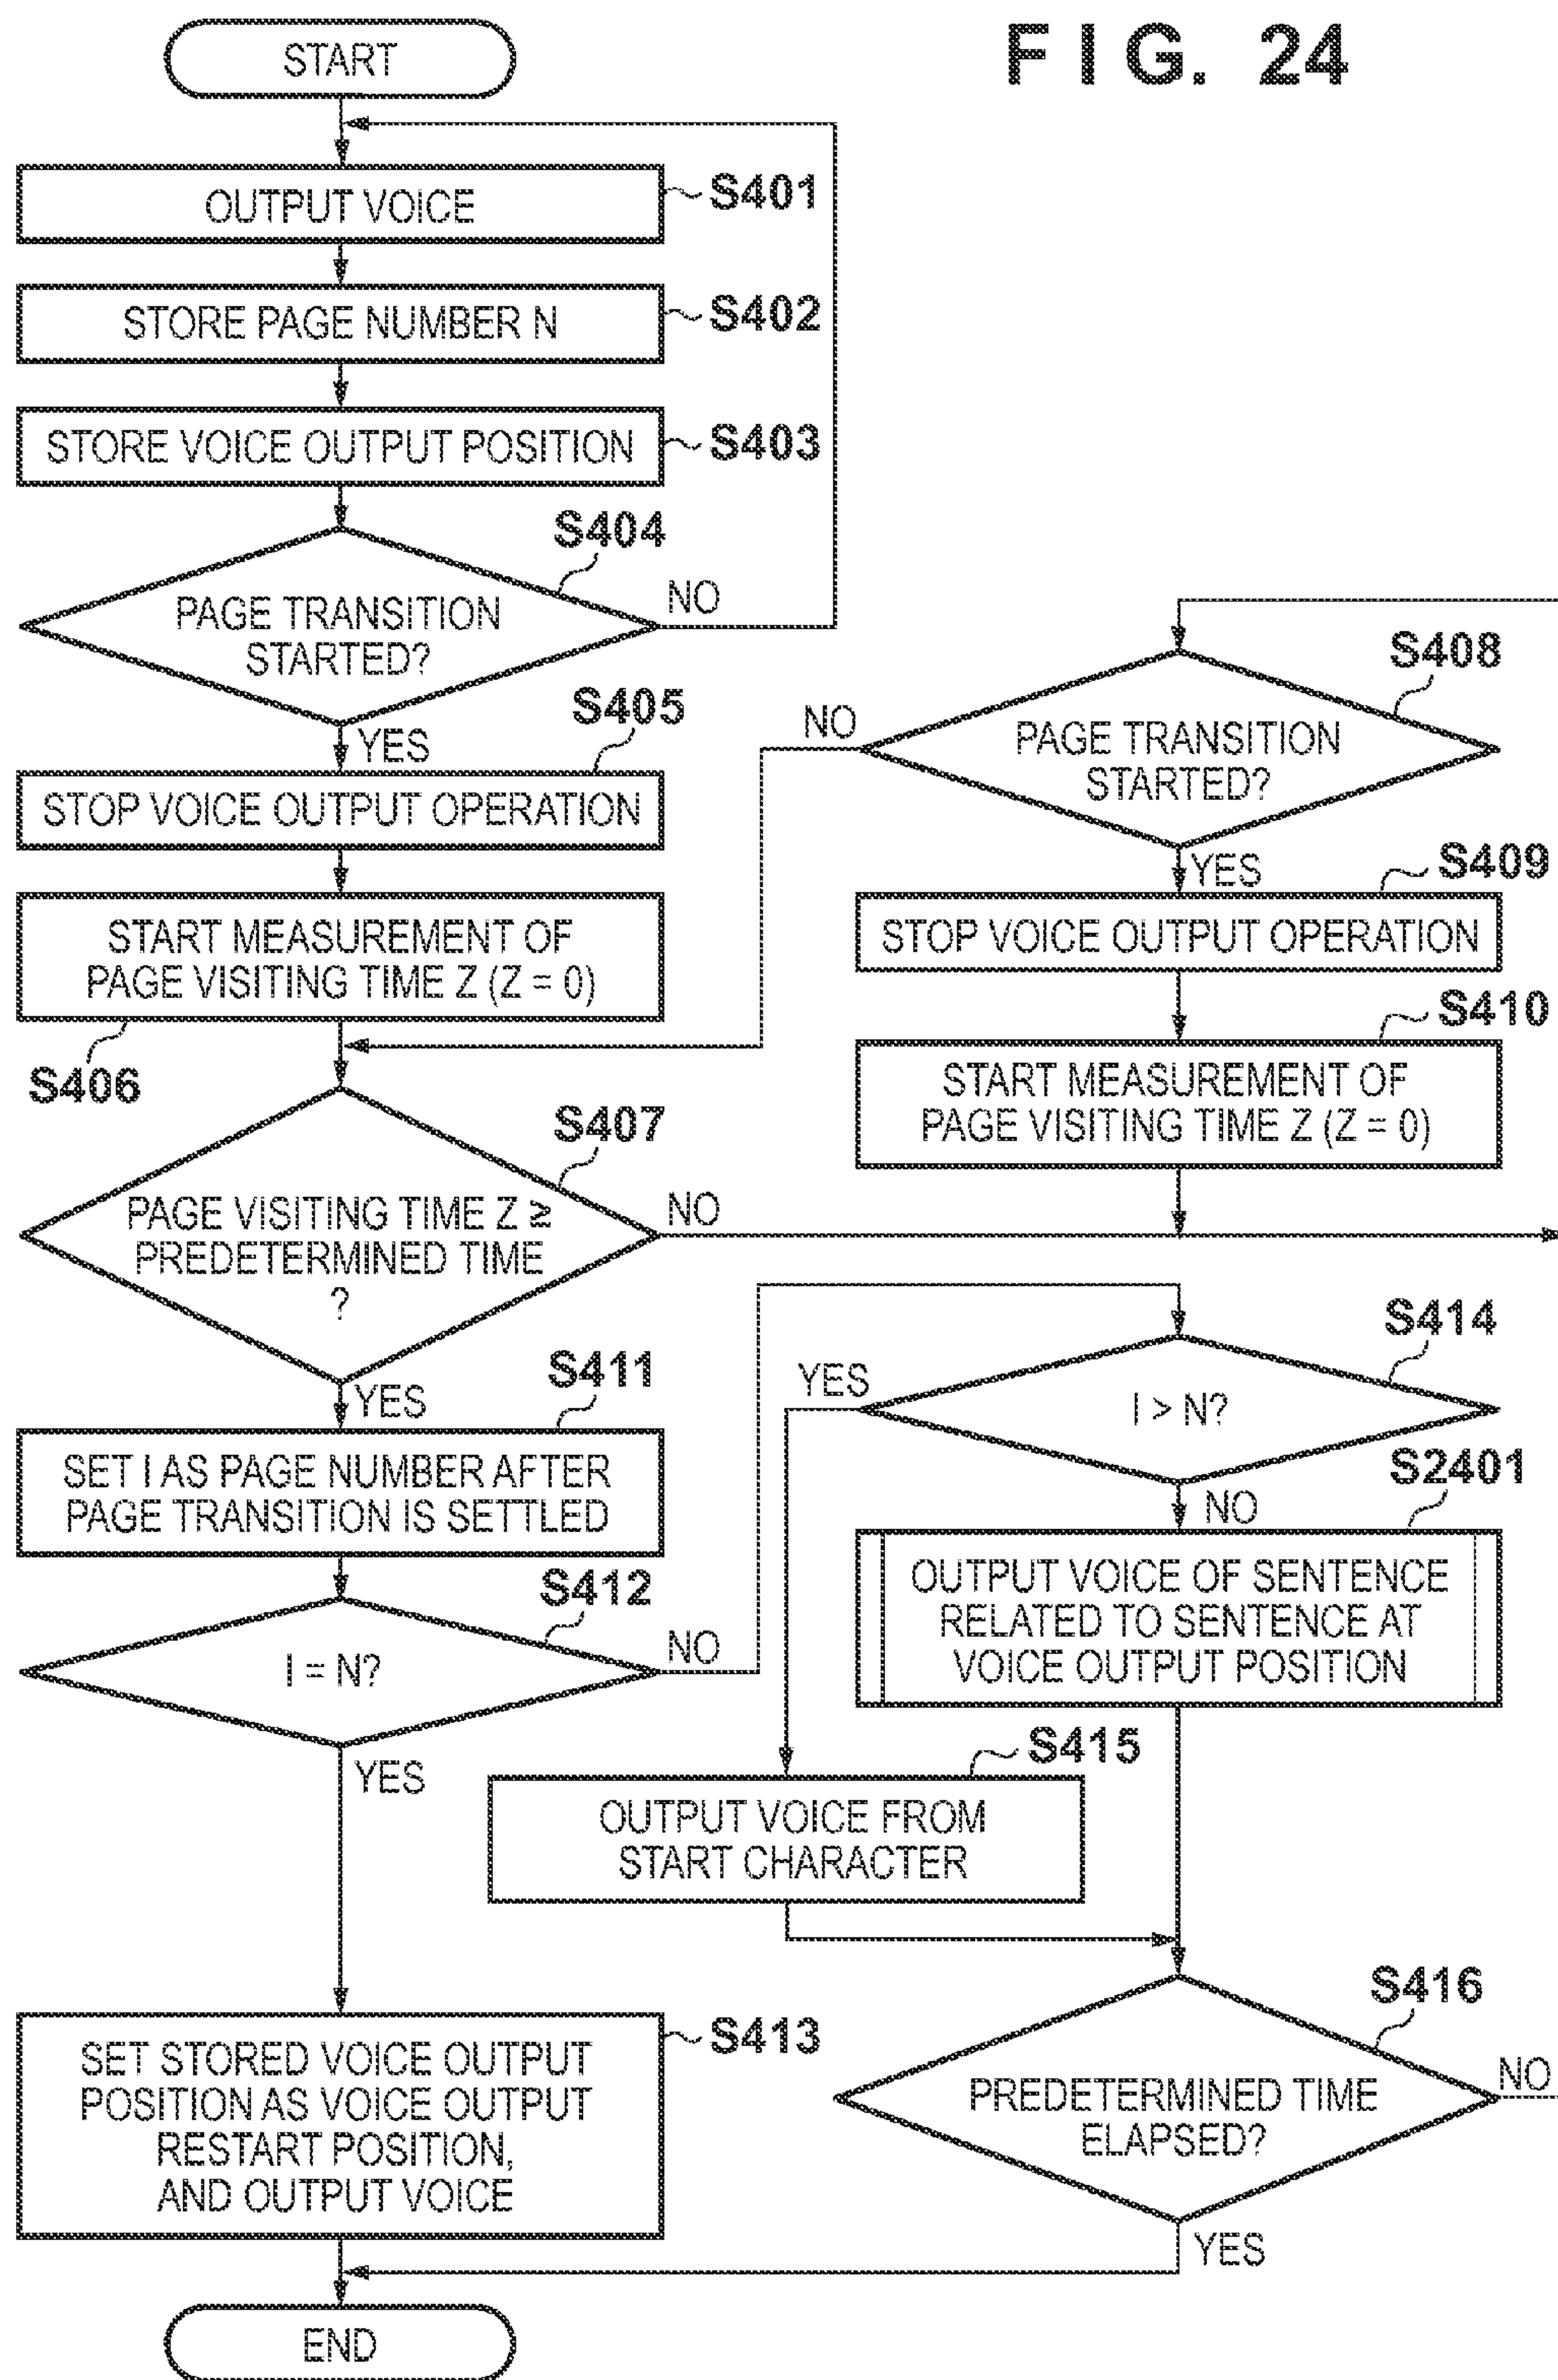 FIG. 24
START
OUTPUT VOICE
S401
STORE PAGE NUMBER N
S402
STORE VOICE OUTPUT POSITION
S403
S404
PAGE TRANSITION
STARTED?
NO
YES
S405
STOP VOICE OUTPUT OPERATION
START MEASUREMENT OF
PAGE VISITING TIME Z (Z = 0)
S406
S407
PAGE VISITING TIME Z ≧
PREDETERMINED TIME
?
NO
YES
S408
PAGE TRANSITION
STARTED?
NO
YES
S409
STOP VOICE OUTPUT OPERATION
S410
START MEASUREMENT OF
PAGE VISITING TIME Z (Z = 0)
S411
SET I AS PAGE NUMBER AFTER
PAGE TRANSITION IS SETTLED
S412
I = N?
NO
YES
S414
I > N?
YES
NO
S2401
OUTPUT VOICE OF SENTENCE
RELATED TO SENTENCE AT
VOICE OUTPUT POSITION
S415
OUTPUT VOICE FROM
START CHARACTER
S413
SET STORED VOICE OUTPUT
POSITION AS VOICE OUTPUT
RESTART POSITION,
AND OUTPUT VOICE
S416
PREDETERMINED TIME
ELAPSED?
NO
YES
END